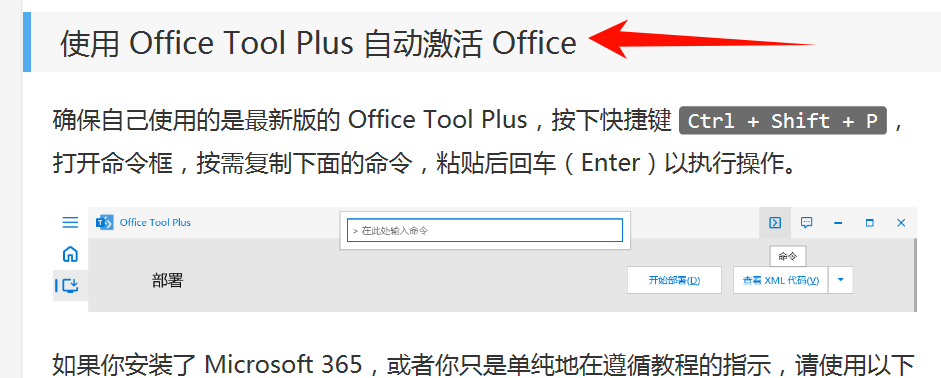 使用 Office Tool Plus 自动激活 Office
确保自己使用的是最新版的 Office Tool Plus，按下快捷键 Ctrl + Shift + P ，
打开命令框，按需复制下面的命令，粘贴后回车（Enter）以执行操作。
Office Tool Plus
> 在此处输入命令
命令
部署
开始部署(D)
查看 XML 代码(V)
如果你安装了 Microsoft 365，或者你只是单纯地在遵循教程的指示，请使用以下